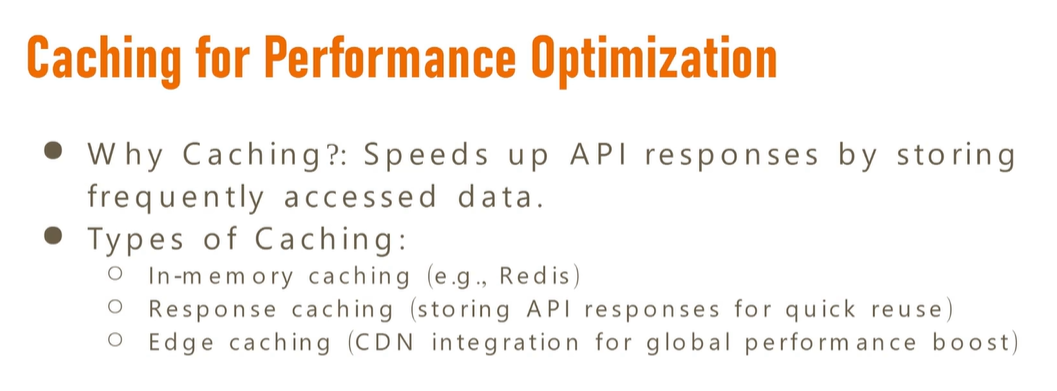 Caching for Performance Optimization
● Why Caching?: Speeds up API responses by storing
frequently accessed data.
● Types of Caching:
○ In-memory caching (e.g., Redis)
○ Response caching (storing API responses for quick reuse)
○ Edge caching (CDN integration for global performance boost)